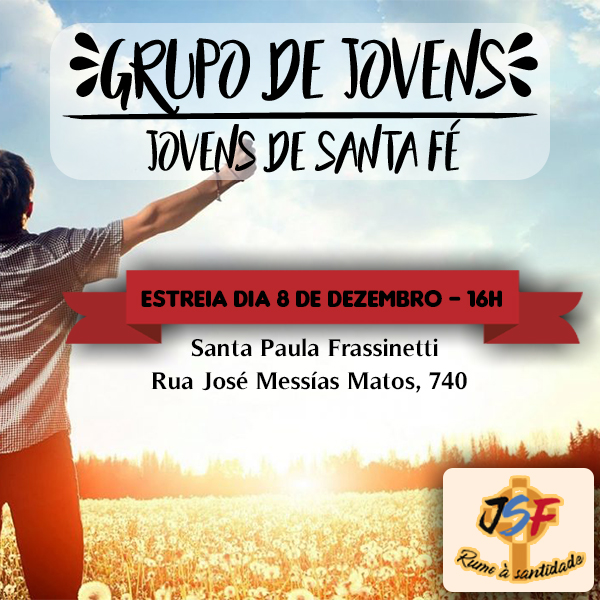 GRUPO DE JOVENS
JOVENS DE SANTA FÉ
ESTREIA DIA 8 DE DEZEMBRO - 16H
Santa Paula Frassinetti
Rua José Messías Matos, 740
JSF
Rumo à santidade